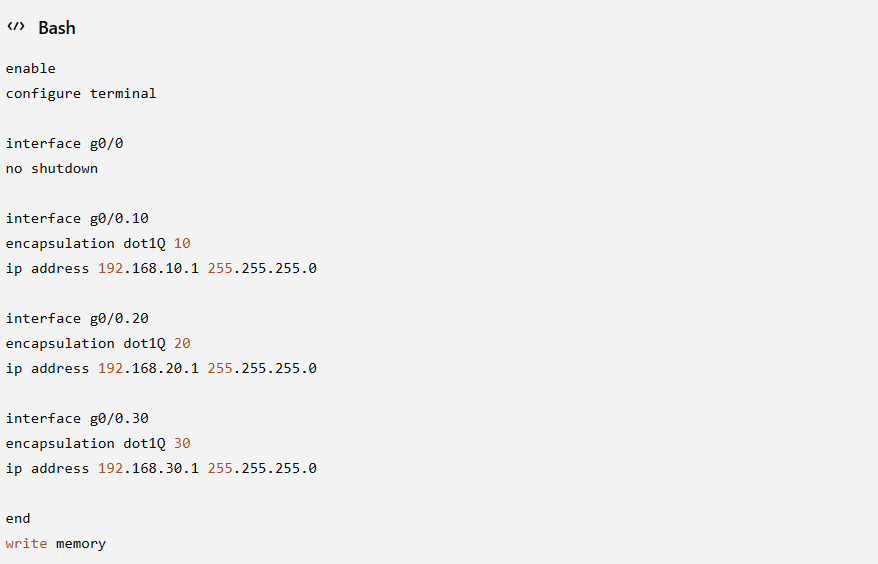 Bash
enable
configure terminal
interface g0/0
no shutdown
interface g0/0.10
encapsulation dot1Q 10
ip address 192.168.10.1 255.255.255.0
interface g0/0.20
encapsulation dot1Q 20
ip address 192.168.20.1 255.255.255.0
interface g0/0.30
encapsulation dot1Q 30
ip address 192.168.30.1 255.255.255.0
end
write memory